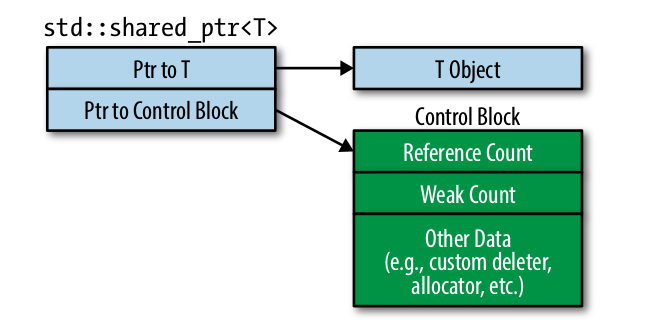 std::shared_ptr<T>
Ptr to T
T Object
Ptr to Control Block
Control Block
Reference Count
Weak Count
Other Data
(e.g., custom deleter,
allocator, etc.)